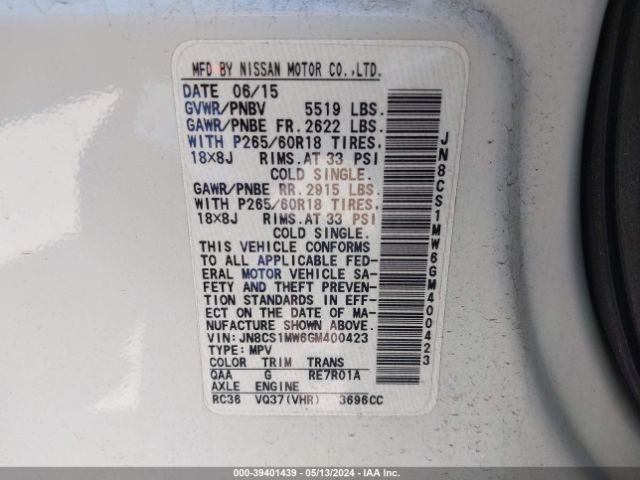 MFD BY NISSAN MOTOR CO.,LTD.
DATE 06/15
GVWR/PNBV 5519 LBS.
GAWR/PNBE FR. 2622 LBS.
WITH P265/60R18 TIRES,
18X8J RIMS.AT 33 PSI
COLD SINGLE.
GAWR/PNBE RR. 2915 LBS.
WITH P265/60R18 TIRES,
18X8J RIMS.AT 33 PSI
COLD SINGLE.
THIS VEHICLE CONFORMS
TO ALL APPLICABLE FED-
ERAL MOTOR VEHICLE SA-
FETY AND THEFT PREVEN-
TION STANDARDS IN EFF-
ECT ON THE DATE OF MA-
NUFACTURE SHOWN ABOVE.
VIN: JN8CS1MW6GM400423
TYPE: MPV
COLOR TRIM TRANS
QAA G RE7R01A
AXLE ENGINE
RC36 VQ37(VHR) 3696CC
JN8CS1MW6GM400423
000-39401439 - 05/13/2024 - IAA Inc.